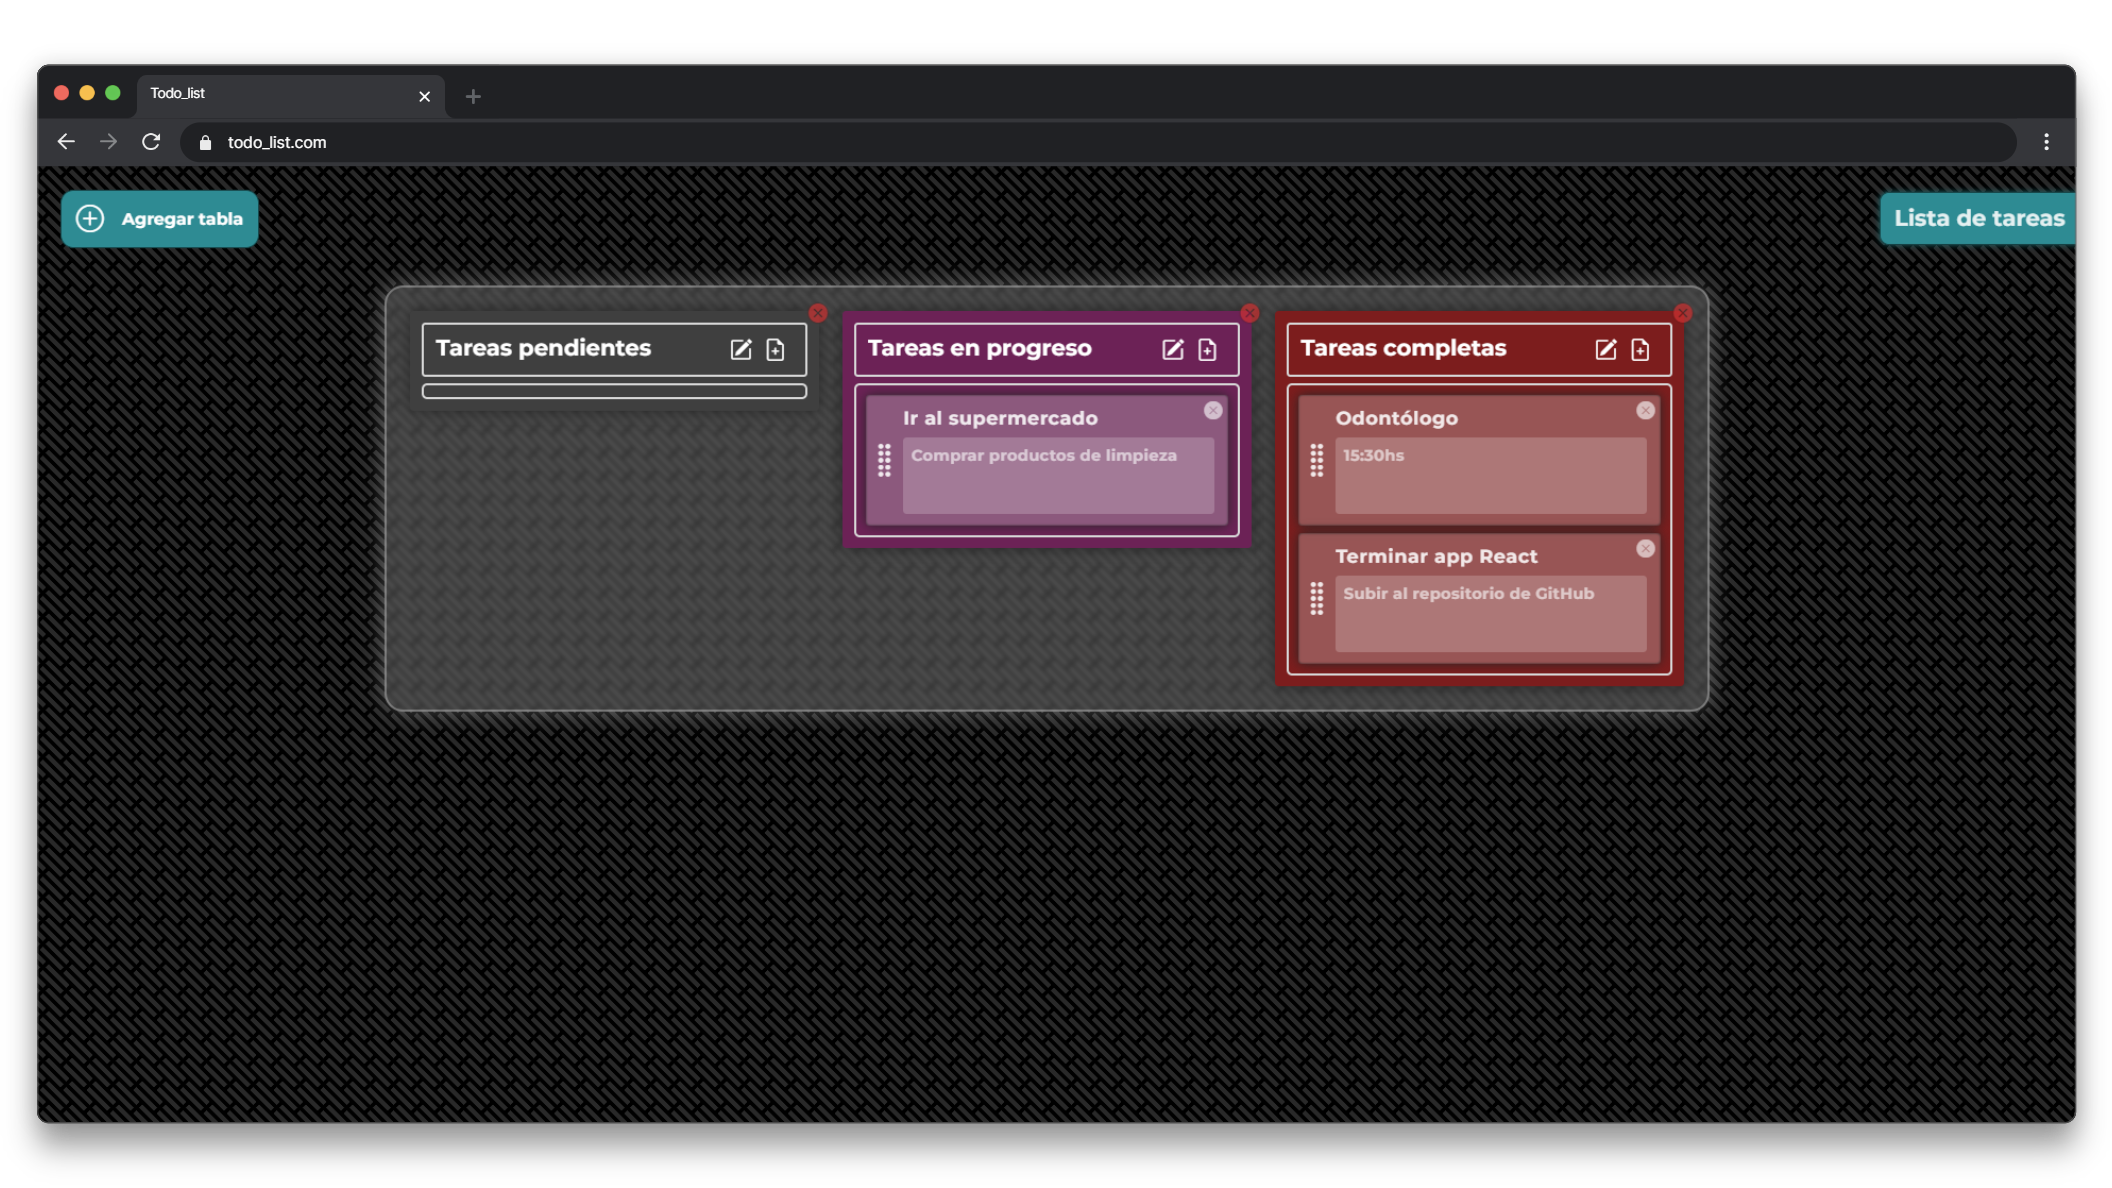 Todo_list
todo_list.com
Agregar tabla
Lista de tareas
Tareas pendientes
Tareas en progreso
Ir al supermercado
Comprar productos de limpieza
Tareas completas
Odontólogo
15:30hs
Terminar app React
Subir al repositorio de GitHub